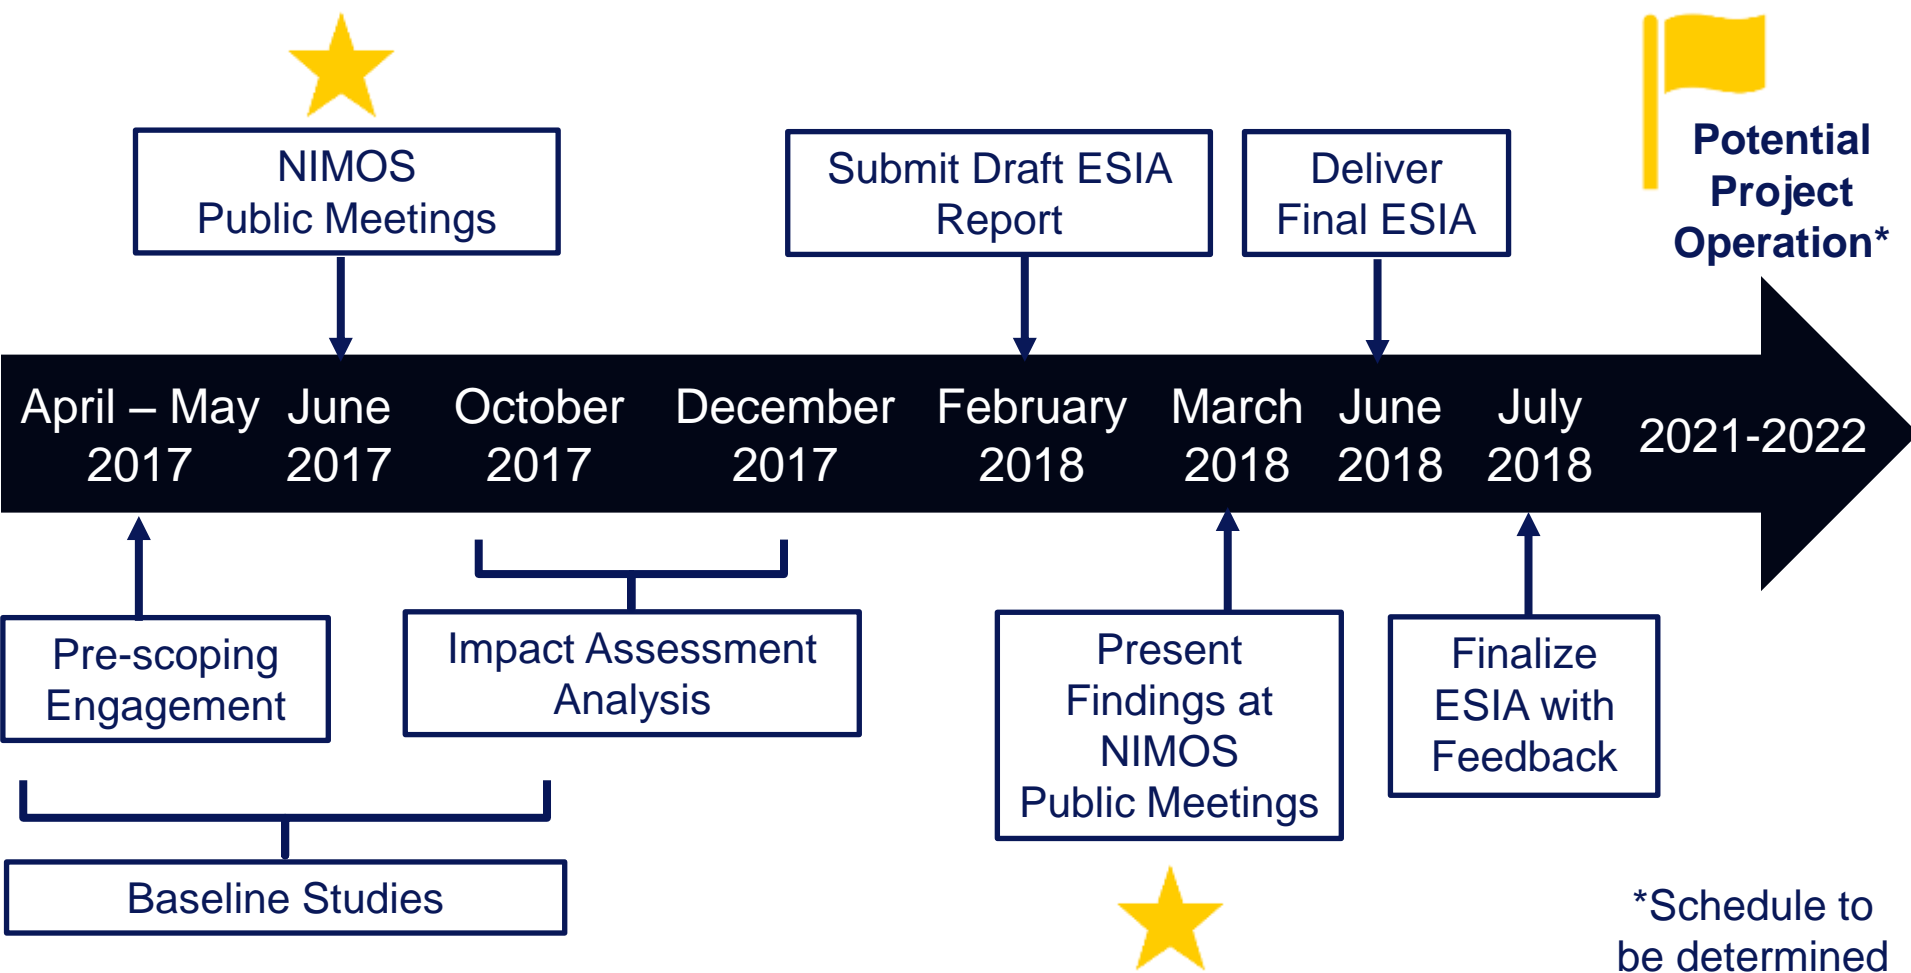 NIMOS
Public Meetings
Submit Draft ESIA
Report
Deliver
Final ESIA
Potential
Project
Operation*
April – May
2017
June
2017
October
2017
December
2017
February
2018
March
2018
June
2018
July
2018
2021-2022
Pre-scoping
Engagement
Impact Assessment
Analysis
Present
Findings at
NIMOS
Public Meetings
Finalize
ESIA with
Feedback
Baseline Studies
*Schedule to
be determined